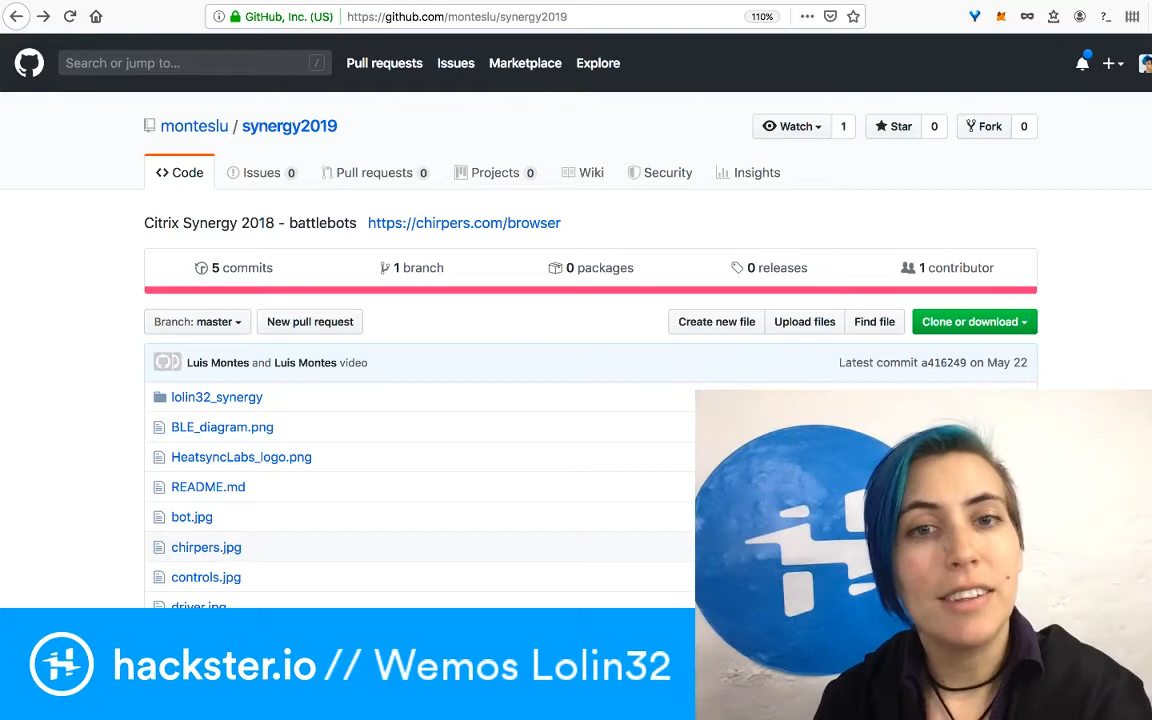 GitHub, Inc. (US) https://github.com/monteslu/synergy2019 110%
Search or jump to... /
Pull requests Issues Marketplace Explore
monteslu / synergy2019
Watch 1 Star 0 Fork 0
Code Issues 0 Pull requests 0 Projects 0 Wiki Security Insights
Citrix Synergy 2018 - battlebots https://chirpers.com/browser
5 commits 1 branch 0 packages 0 releases 1 contributor
Branch: master New pull request Create new file Upload files Find file Clone or download
Luis Montes and Luis Montes video Latest commit a416249 on May 22
lolin32_synergy
BLE_diagram.png
HeatsyncLabs_logo.png
README.md
bot.jpg
chirpers.jpg
controls.jpg
driver.jpg
hackster.io // Wemos Lolin32